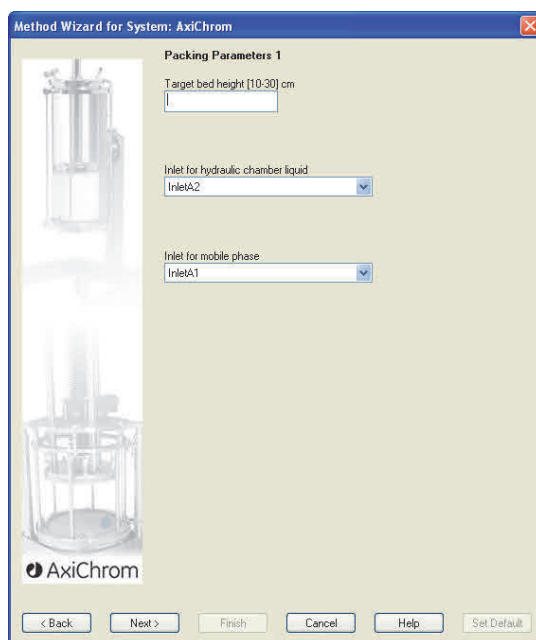 Method Wizard for System: AxiChrom
Packing Parameters 1
Target bed height [10-30] cm
Inlet for hydraulic chamber liquid
InletA2
Inlet for mobile phase
InletA1
AxiChrom
< Back Next > Finish Cancel Help Set Default